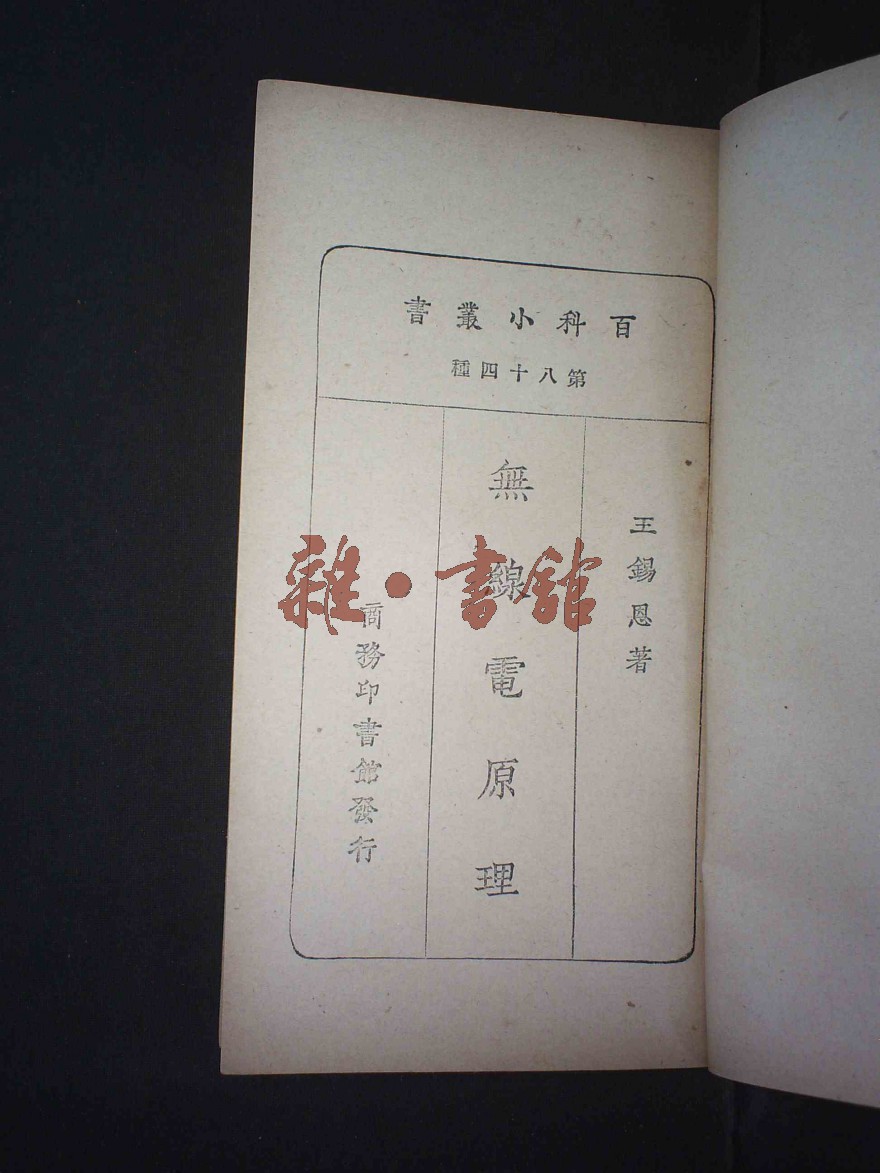 百科小叢書
第八十四種
王錫恩著
無線電原理
商務印書館發行
雜·書館